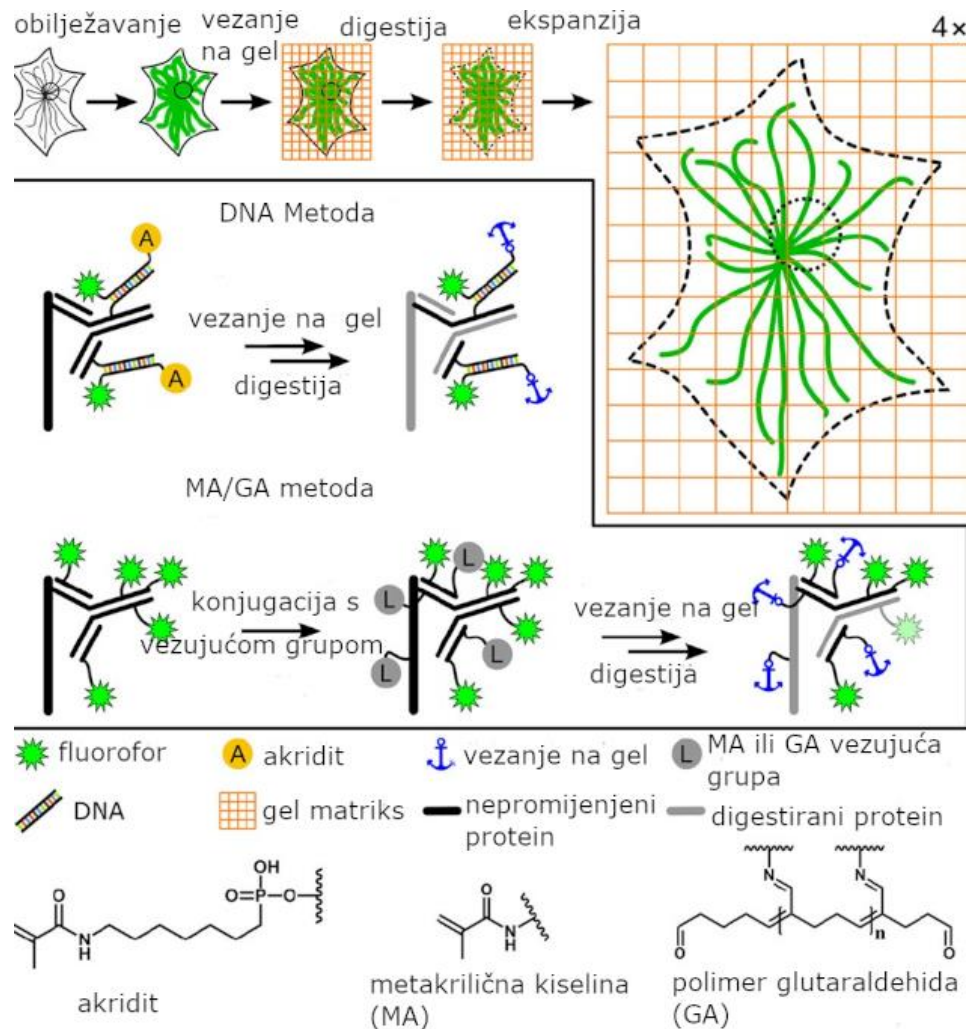 obilježavanje
vezanje
na gel
digestija
ekspanzija
4×
DNA Metoda
A
A
vezanje na gel
digestija
MA/GA metoda
konjugacija s
vezujućom grupom
L
L
L
L
vezanje na gel
digestija
fluorofor
A
akridit
vezanje na gel
L
MA ili GA vezujuća
grupa
DNA
gel matriks
nepromijenjeni
protein
digestirani protein
O
N
H
OH
O=P-O
akridit
O
N
H
metakrilična kiselina
(MA)
N
N
O
n
O
polimer glutaraldehida
(GA)